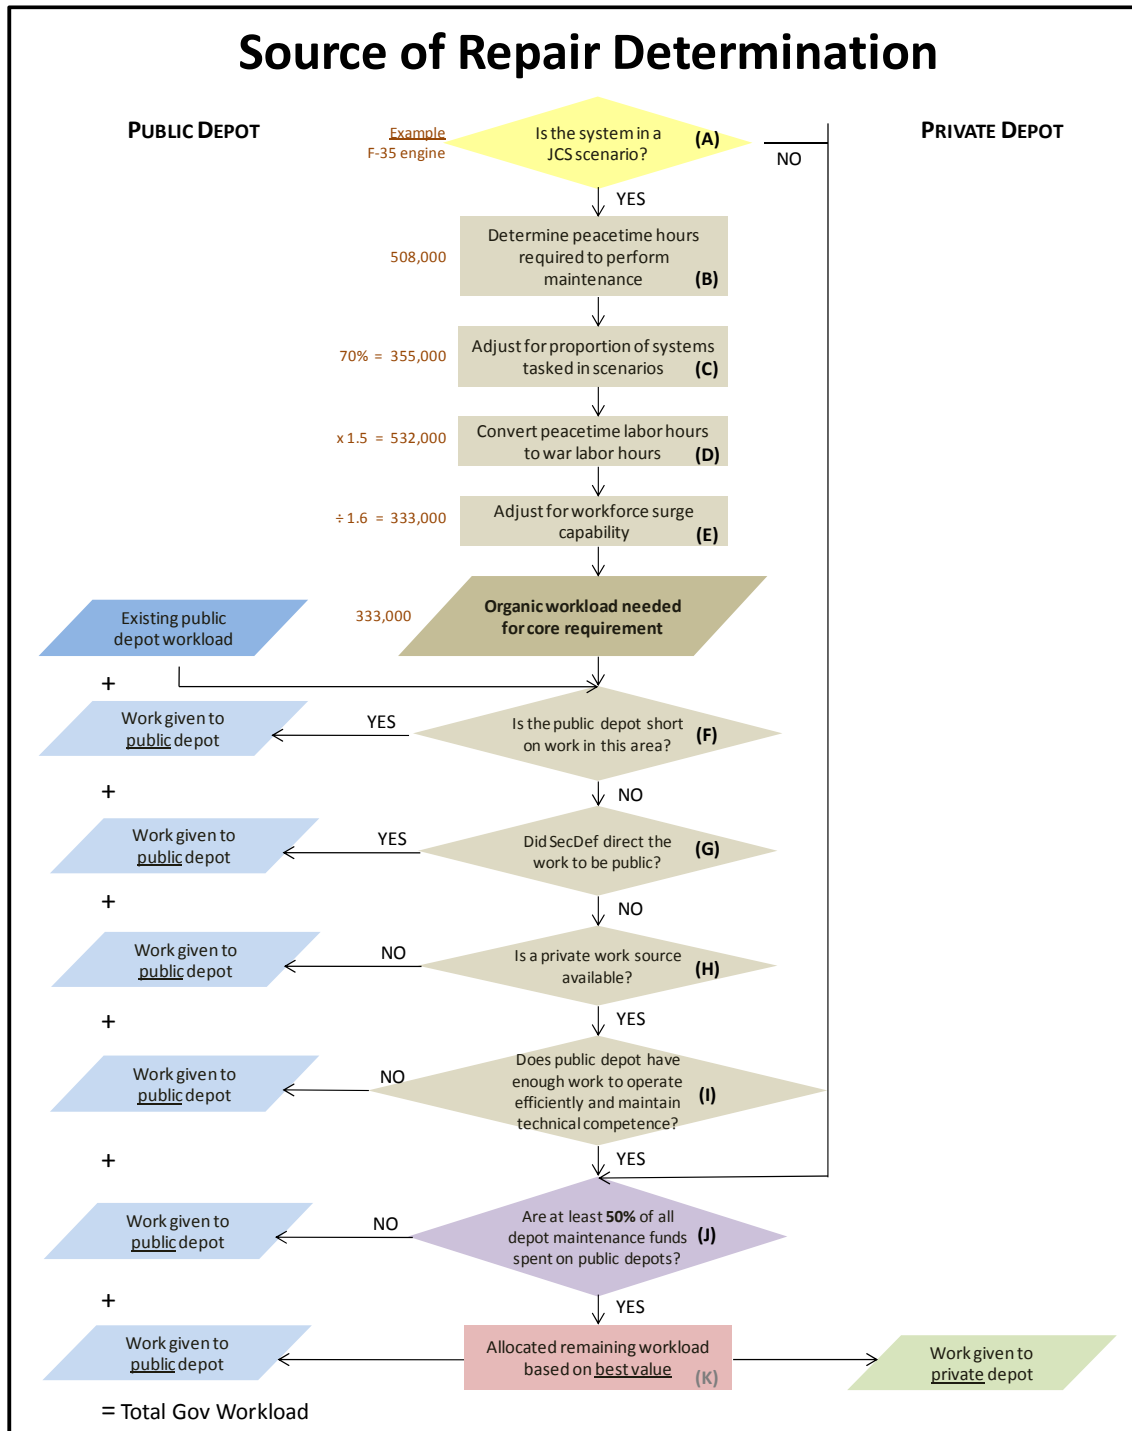 Source of Repair Determination
PUBLIC DEPOT
PRIVATE DEPOT
Example
F-35 engine
Is the system in a
JCS scenario?
(A)
NO
YES
508,000
Determine peacetime hours
required to perform
maintenance
(B)
70% = 355,000
Adjust for proportion of systems
tasked in scenarios
(C)
x 1.5 = 532,000
Convert peacetime labor hours
to war labor hours
(D)
÷ 1.6 = 333,000
Adjust for workforce surge
capability
(E)
Existing public
depot workload
333,000
Organic workload needed
for core requirement
+
Work given to
public depot
YES
Is the public depot short
on work in this area?
(F)
+
NO
Work given to
public depot
YES
Did SecDef direct the
work to be public?
(G)
+
NO
Work given to
public depot
NO
Is a private work source
available?
(H)
+
YES
Work given to
public depot
NO
Does public depot have
enough work to operate
efficiently and maintain
technical competence?
(I)
+
YES
Work given to
public depot
NO
Are at least 50% of all
depot maintenance funds
spent on public depots?
(J)
+
YES
Work given to
public depot
Allocated remaining workload
based on best value
(K)
Work given to
private depot
= Total Gov Workload